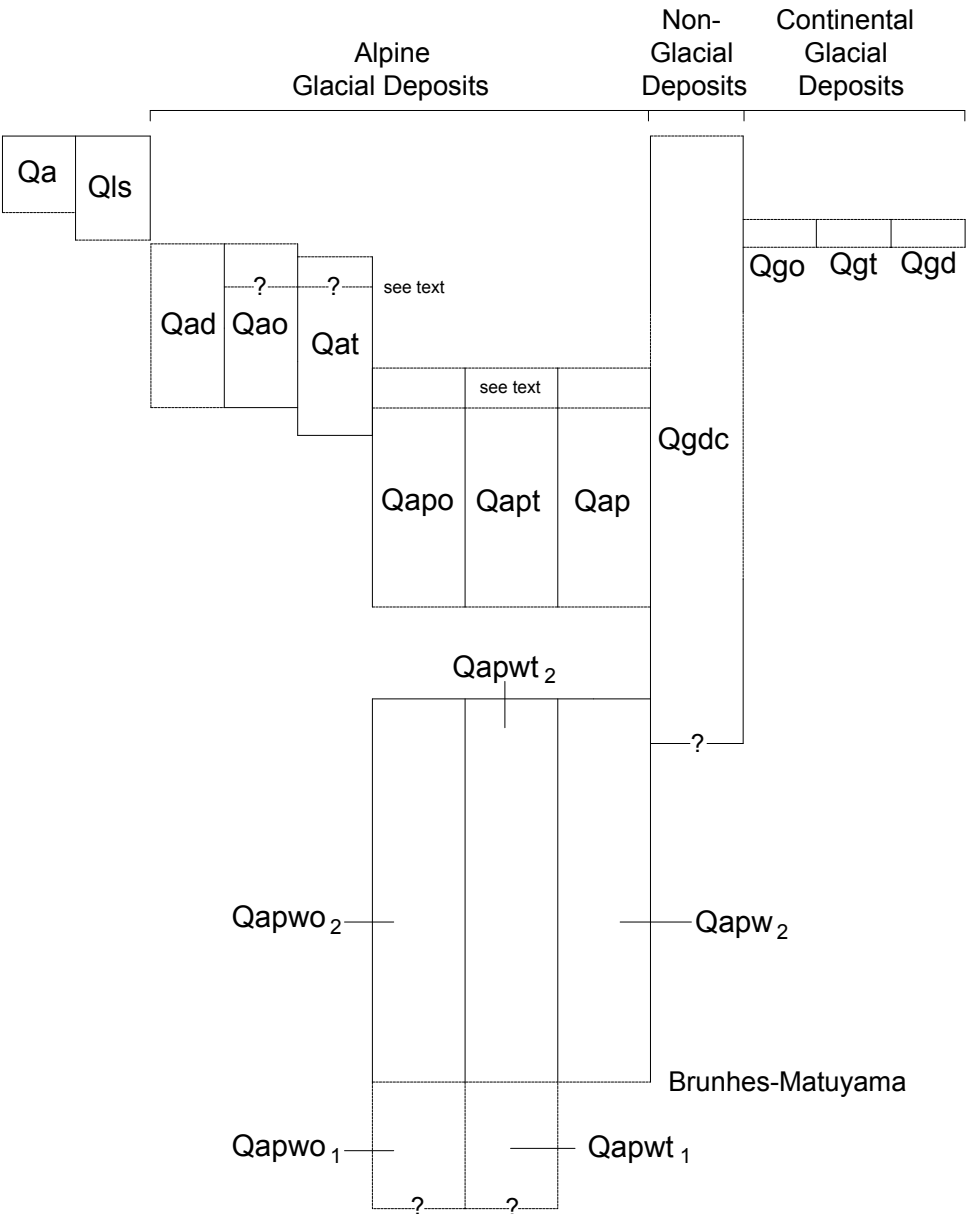 Alpine
Glacial Deposits
Non-
Glacial
Deposits
Continental
Glacial
Deposits
Qa
Qls
Qgo
Qgt
Qgd
?
?
see text
Qad
Qao
Qat
see text
Qgdc
Qapo
Qapt
Qap
Qapwt 2
?
Qapwo 2
Qapw 2
Brunhes-Matuyama
Qapwo 1
Qapwt 1
?
?